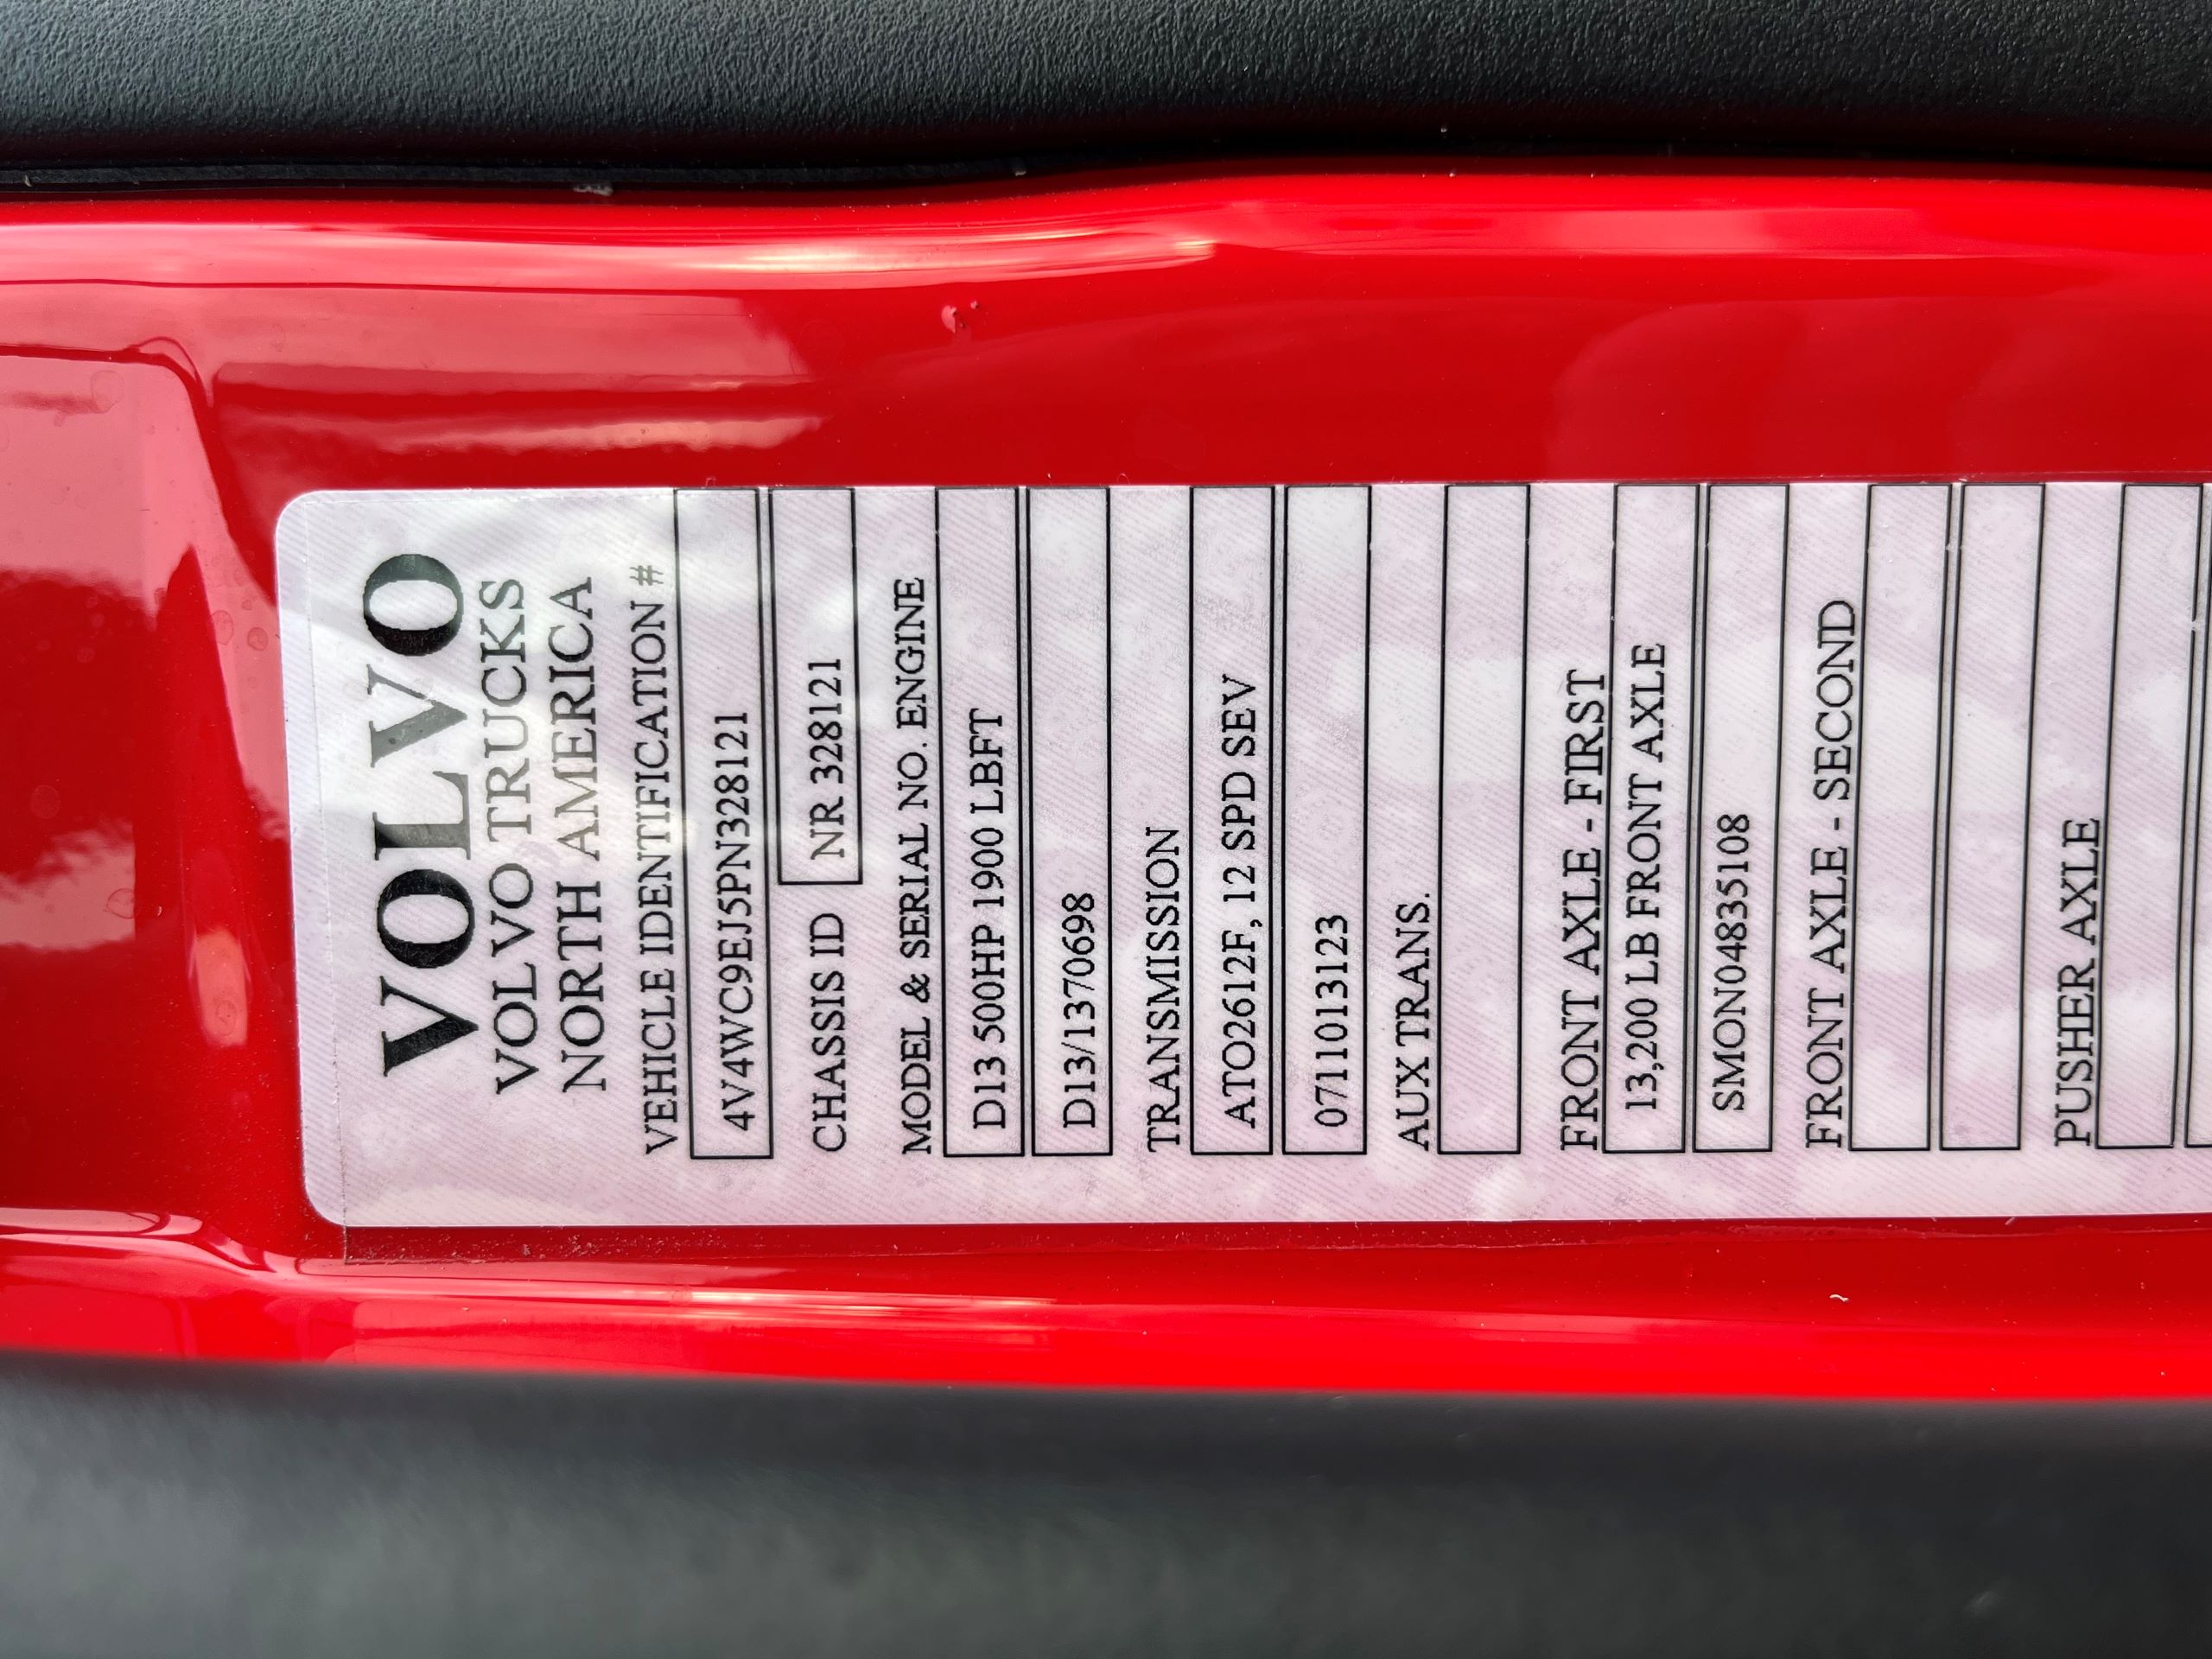 VOLVO
VOLVO TRUCKS
NORTH AMERICA
VEHICLE IDENTIFICATION #
4V4WC9EJ5PN328121
CHASSIS ID NR 328121
MODEL & SERIAL NO. ENGINE
D13 500HP 1900 LBFT
D13/1370698
TRANSMISSION
ATO2612F, 12 SPD SEV
0711013123
AUX TRANS.
FRONT AXLE - FIRST
13,200 LB FRONT AXLE
SMON04835108
FRONT AXLE - SECOND
PUSHER AXLE